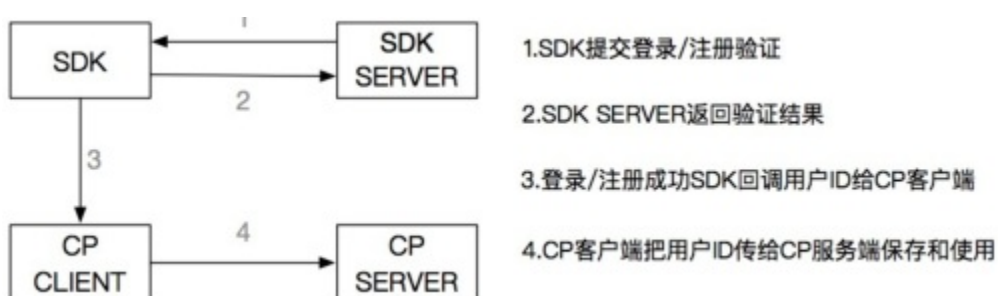 1
SDK
SDK
SERVER
2
3
CP
CLIENT
4
CP
SERVER
1.SDK提交登录/注册验证
2.SDK SERVER返回验证结果
3.登录/注册成功SDK回调用户ID给CP客户端
4.CP客户端把用户ID传给CP服务端保存和使用